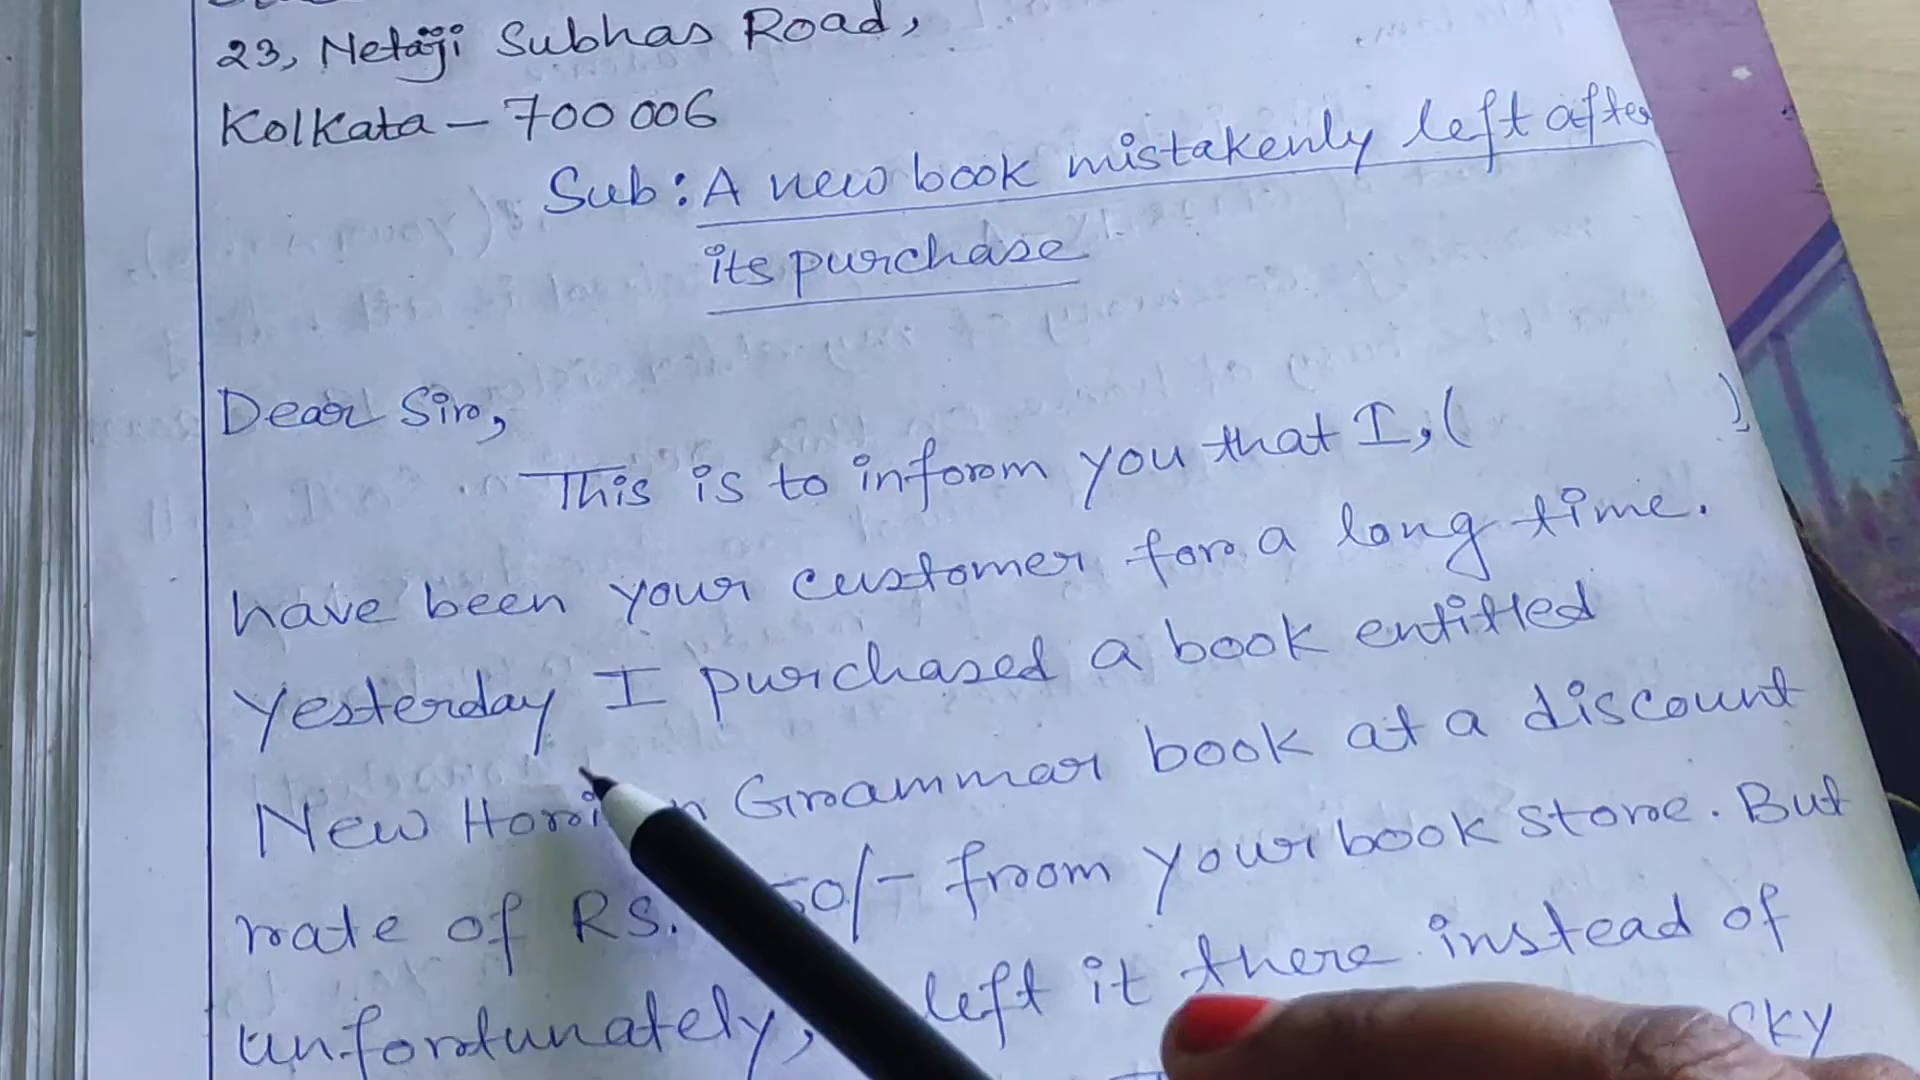 23, Netaji Subhas Road,
Kolkata - 700 006
Sub: A new book mistakenly left after
its purchase
Dear Sir,
This is to inform you that I, ( ),
have been your customer for a long time.
Yesterday I purchased a book entitled
New Grammar book at a discount
rate of RS. 50/- from your book store. But
unfortunately, left it there instead of
SKY